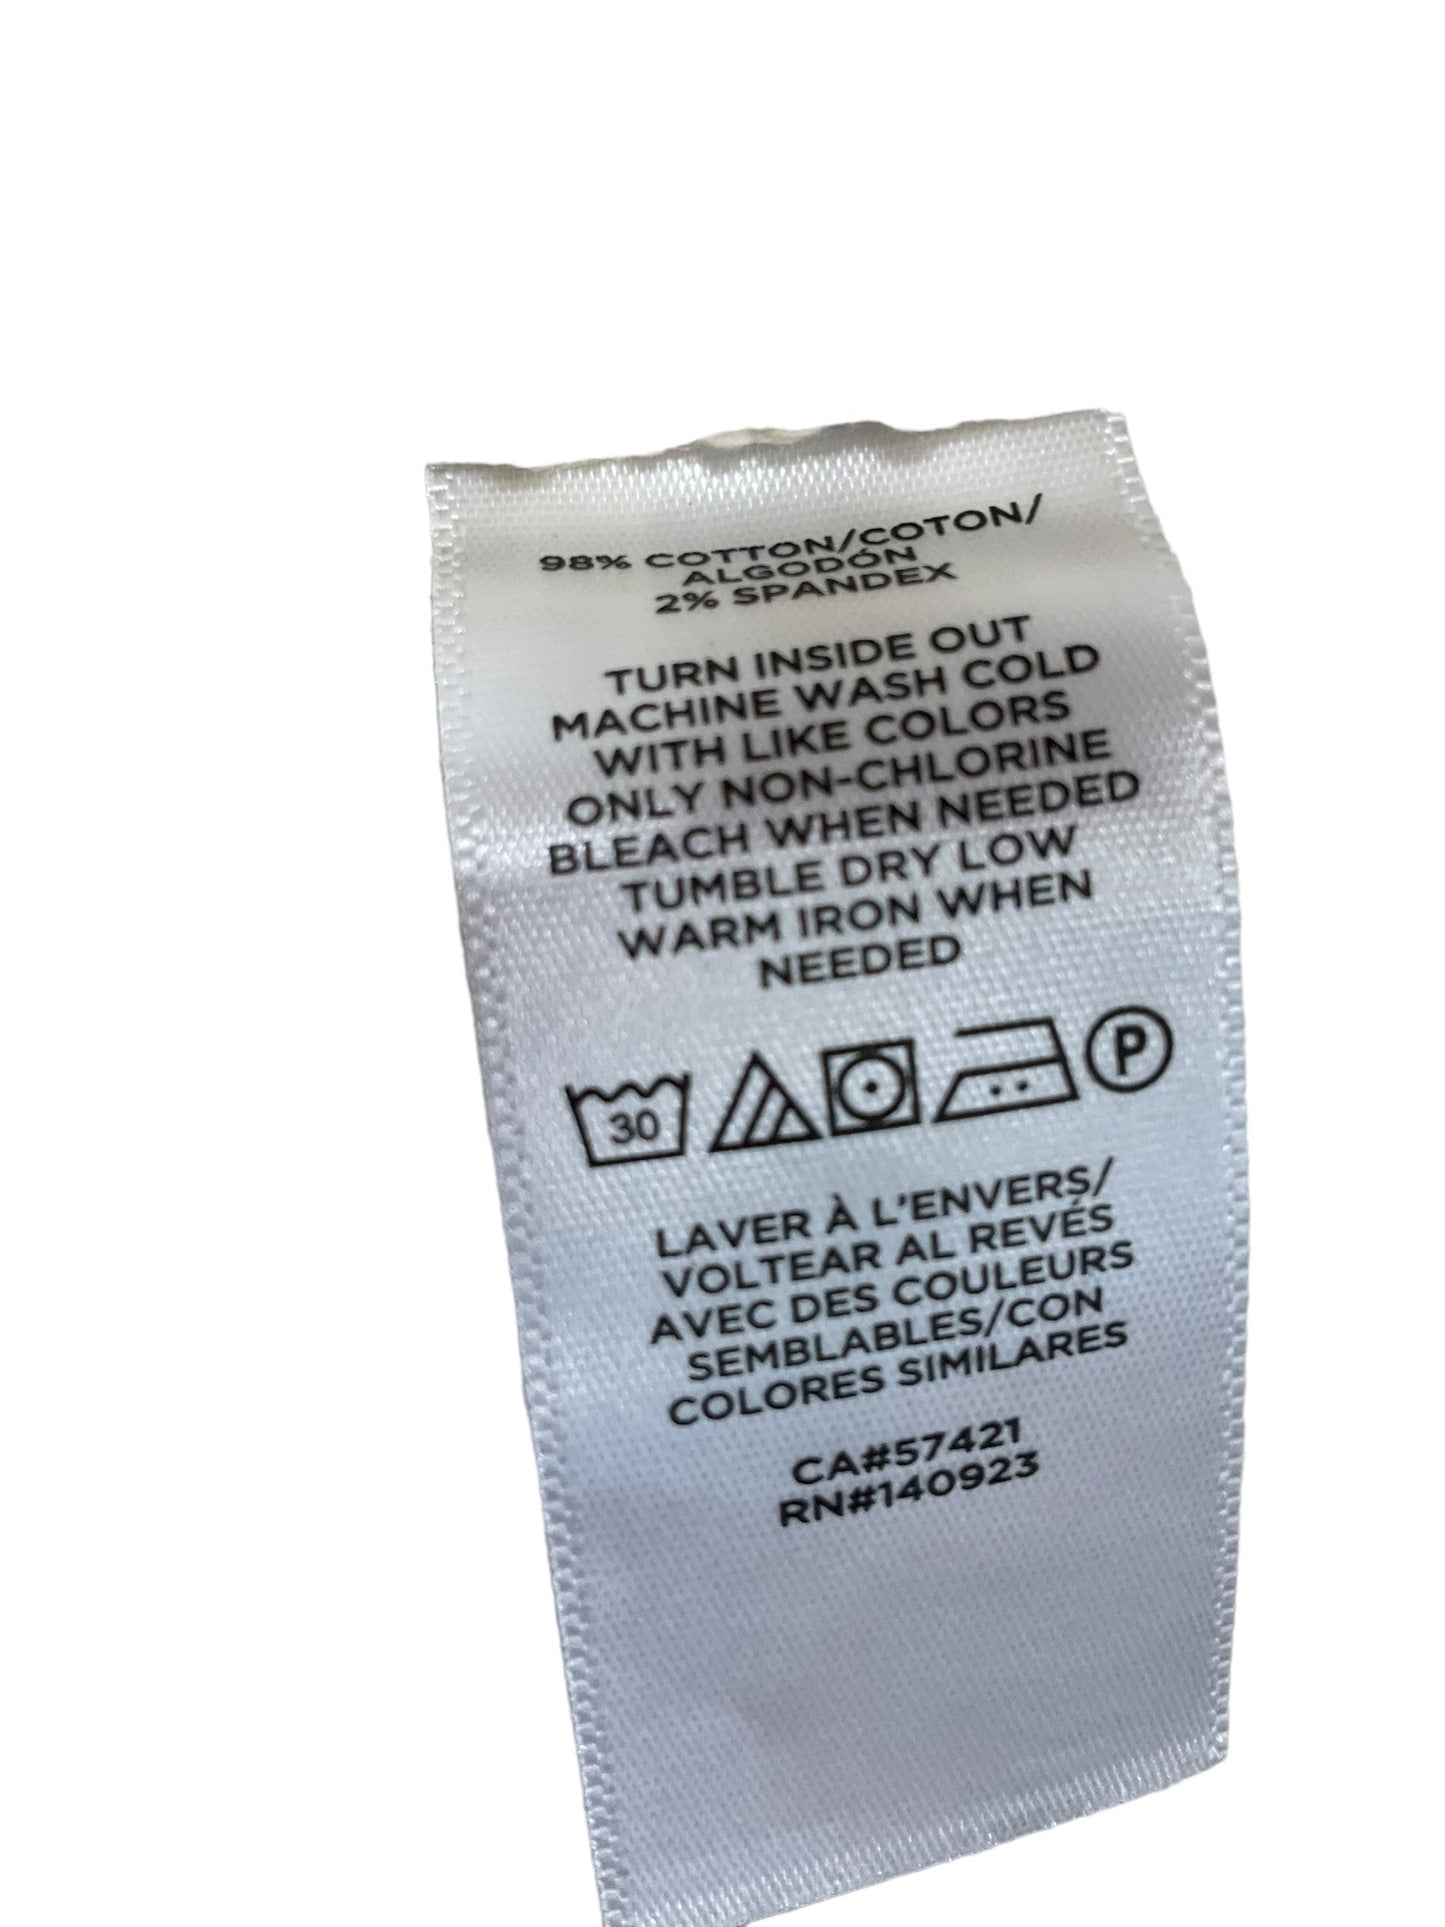 98% COTTON/COTON/
ALGODÓN
2% SPANDEX
TURN INSIDE OUT
MACHINE WASH COLD
WITH LIKE COLORS
ONLY NON-CHLORINE
BLEACH WHEN NEEDED
TUMBLE DRY LOW
WARM IRON WHEN
NEEDED
30 P
LAVER À L'ENVERS/
VOLTEAR AL REVÉS
AVEC DES COULEURS
SEMBLABLES/CON
COLORES SIMILARES
CA#57421
RN#140923